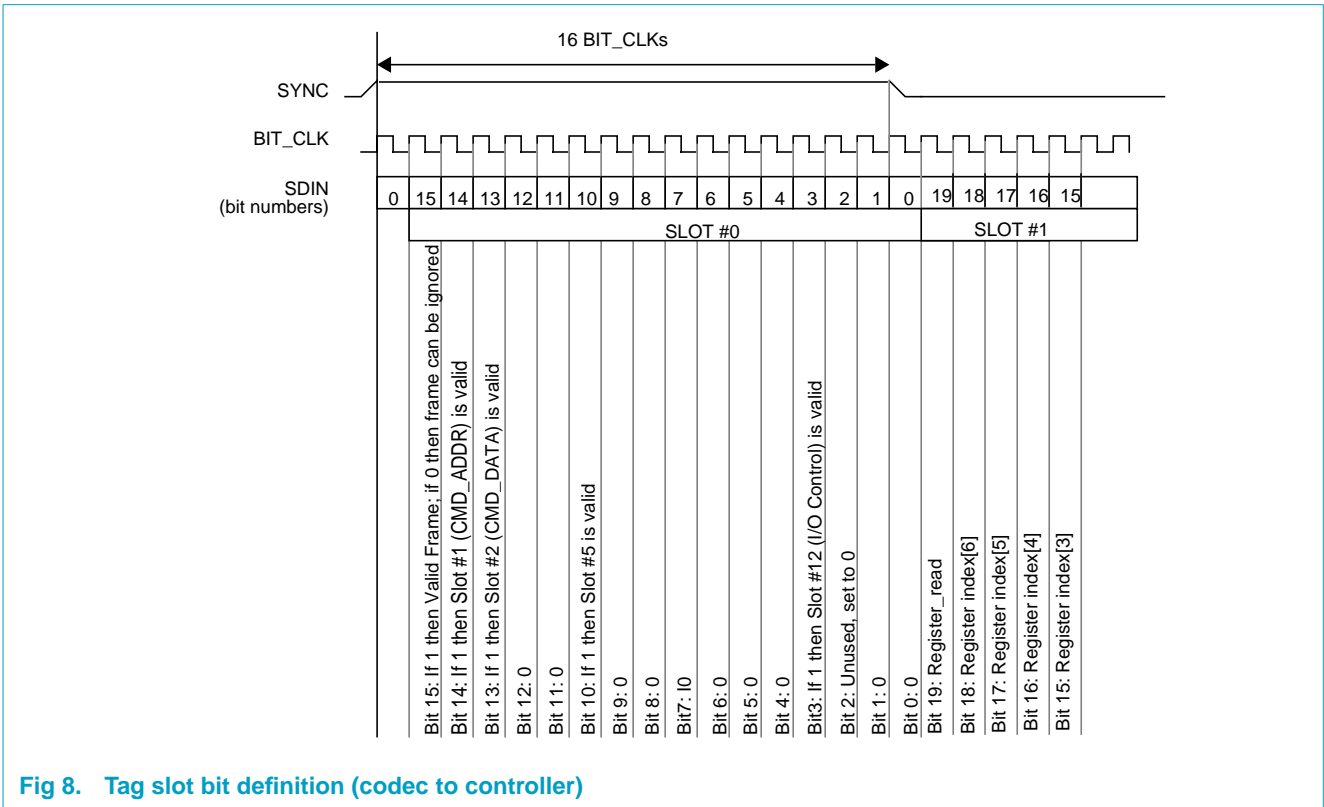 16 BIT_CLKs
SYNC
BIT_CLK
SDIN
(bit numbers)
0 15 14 13 12 11 10 9 8 7 6 5 4 3 2 1 0 19 18 17 16 15
SLOT #0 SLOT #1
Bit 15: If 1 then Valid Frame; if 0 then frame can be ignored
Bit 14: If 1 then Slot #1 (CMD_ADDR) is valid
Bit 13: If 1 then Slot #2 (CMD_DATA) is valid
Bit 12: 0
Bit 11: 0
Bit 10: If 1 then Slot #5 is valid
Bit 9: 0
Bit 8: 0
Bit7: I0
Bit 6: 0
Bit 5: 0
Bit 4: 0
Bit3: If 1 then Slot #12 (I/O Control) is valid
Bit 2: Unused, set to 0
Bit 1: 0
Bit 0: 0
Bit 19: Register_read
Bit 18: Register index[6]
Bit 17: Register index[5]
Bit 16: Register index[4]
Bit 15: Register index[3]
Fig 8. Tag slot bit definition (codec to controller)